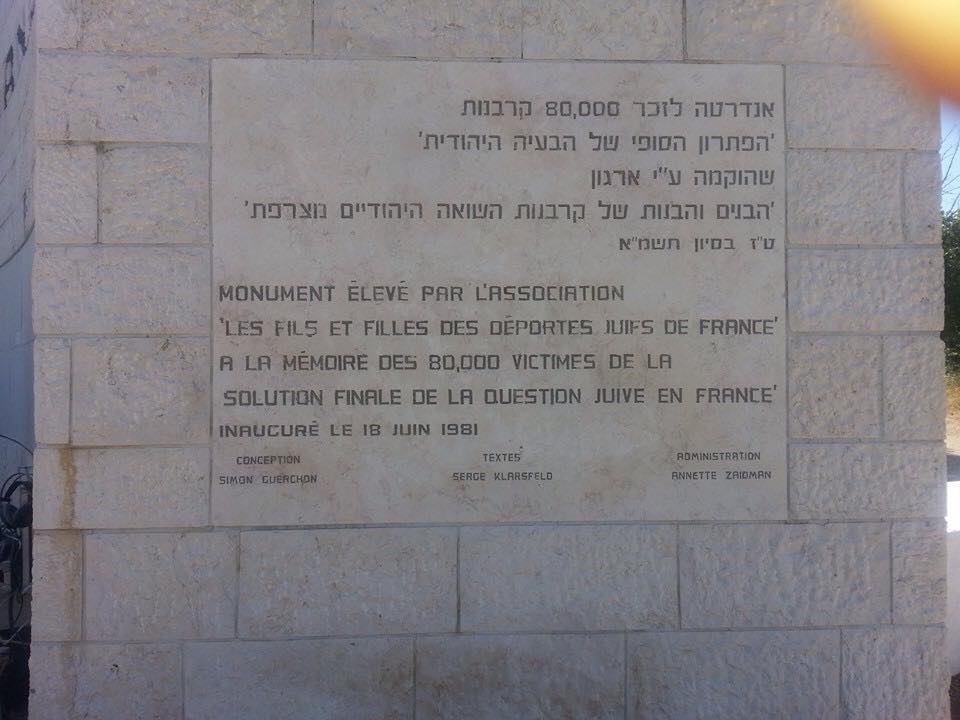 אנדרטה לזכר 80,000 קרבנות
'הפתרון הסופי של הבעיה היהודית'
שהוקמה ע"י ארגון
'הבנים והבנות של קרבנות השואה היהודיים מצרפת'
ט"ז בסיון תשמ"א
MONUMENT ÉLEVÉ PAR L'ASSOCIATION
'LES FILS ET FILLES DES DÉPORTES JUIFS DE FRANCE'
A LA MÉMOIRE DES 80,000 VICTIMES DE LA
SOLUTION FINALE DE LA QUESTION JUIVE EN FRANCE'
INAUGURÉ LE 18 JUIN 1981
CONCEPTION TEXTES ADMINISTRATION
SIMON GUERCHON SERGE KLARSFELD ANNETTE ZAIDMAN